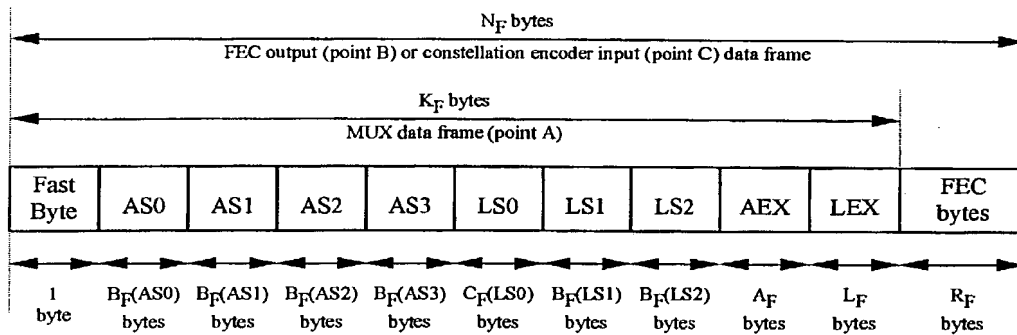 N_F bytes
FEC output (point B) or constellation encoder input (point C) data frame
K_F bytes
MUX data frame (point A)
Fast Byte AS0 AS1 AS2 AS3 LS0 LS1 LS2 AEX LEX FEC bytes
1 byte B_F(AS0) bytes B_F(AS1) bytes B_F(AS2) bytes B_F(AS3) bytes C_F(LS0) bytes B_F(LS1) bytes B_F(LS2) bytes A_F bytes L_F bytes R_F bytes